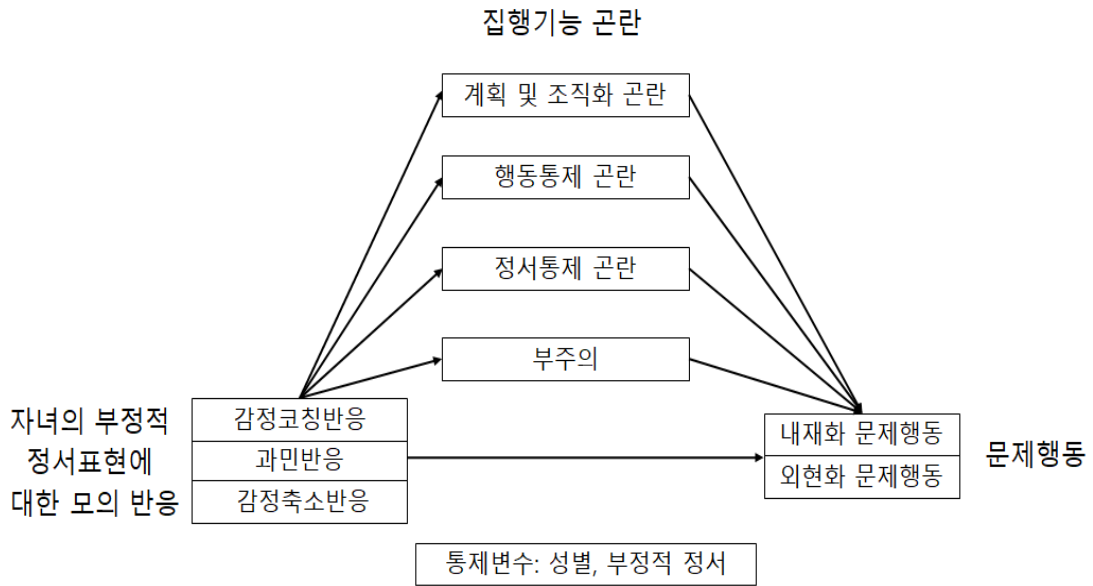 집행기능 곤란
계획 및 조직화 곤란
행동통제 곤란
정서통제 곤란
부주의
자녀의 부정적
정서표현에
대한 모의 반응
감정코칭반응
과민반응
감정축소반응
내재화 문제행동
외현화 문제행동
문제행동
통제변수: 성별, 부정적 정서